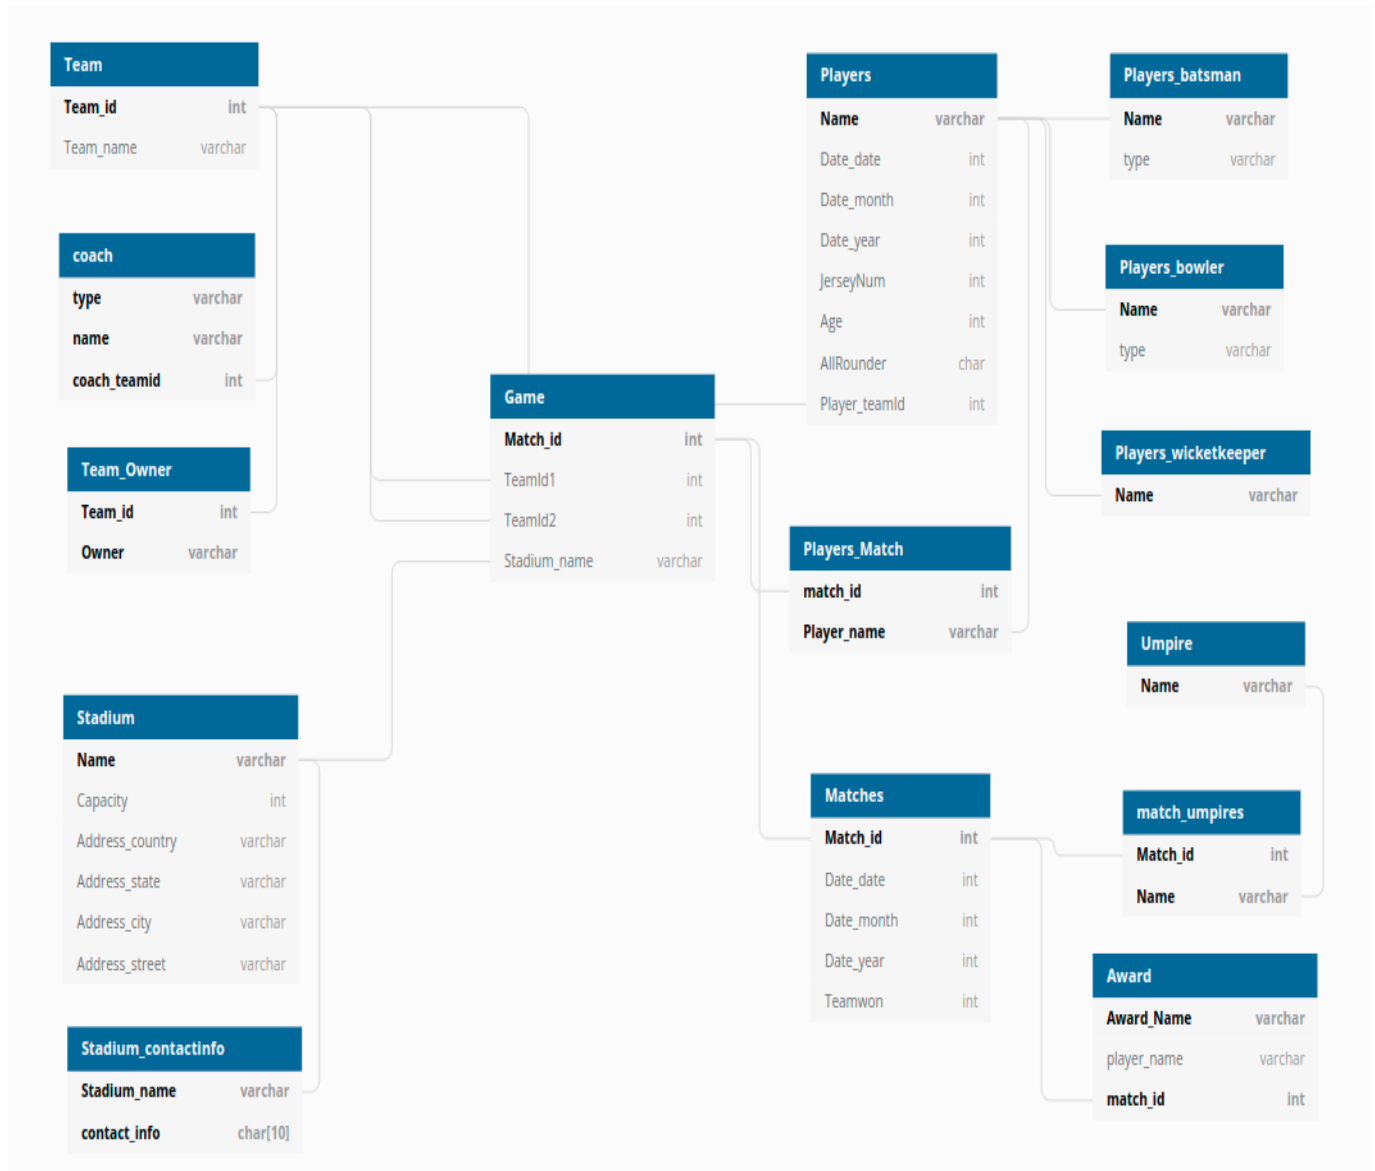 Team
Team_id int
Team_name varchar
coach
type varchar
name varchar
coach_teamid int
Team_Owner
Team_id int
Owner varchar
Stadium
Name varchar
Capacity int
Address_country varchar
Address_state varchar
Address_city varchar
Address_street varchar
Stadium_contactinfo
Stadium_name varchar
contact_info char[10]
Game
Match_id int
TeamId1 int
TeamId2 int
Stadium_name varchar
Players
Name varchar
Date_date int
Date_month int
Date_year int
JerseyNum int
Age int
AllRounder char
Player_teamId int
Players_Match
match_id int
Player_name varchar
Matches
Match_id int
Date_date int
Date_month int
Date_year int
Teamwon int
Players_batsman
Name varchar
type varchar
Players_bowler
Name varchar
type varchar
Players_wicketkeeper
Name varchar
Umpire
Name varchar
match_umpires
Match_id int
Name varchar
Award
Award_Name varchar
player_name varchar
match_id int